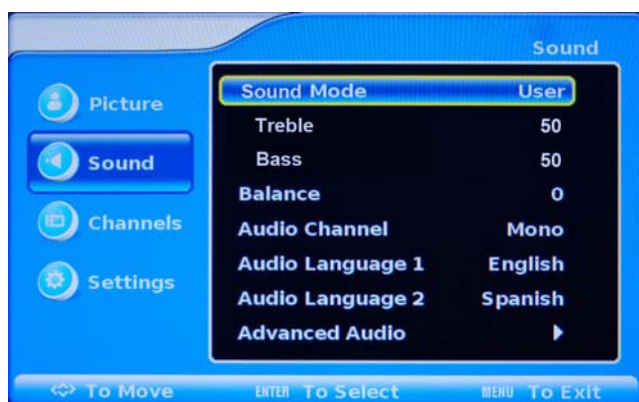 Sound
Picture
Sound
Channels
Settings
Sound Mode User
Treble 50
Bass 50
Balance 0
Audio Channel Mono
Audio Language 1 English
Audio Language 2 Spanish
Advanced Audio
To Move ENTER To Select MENU To Exit